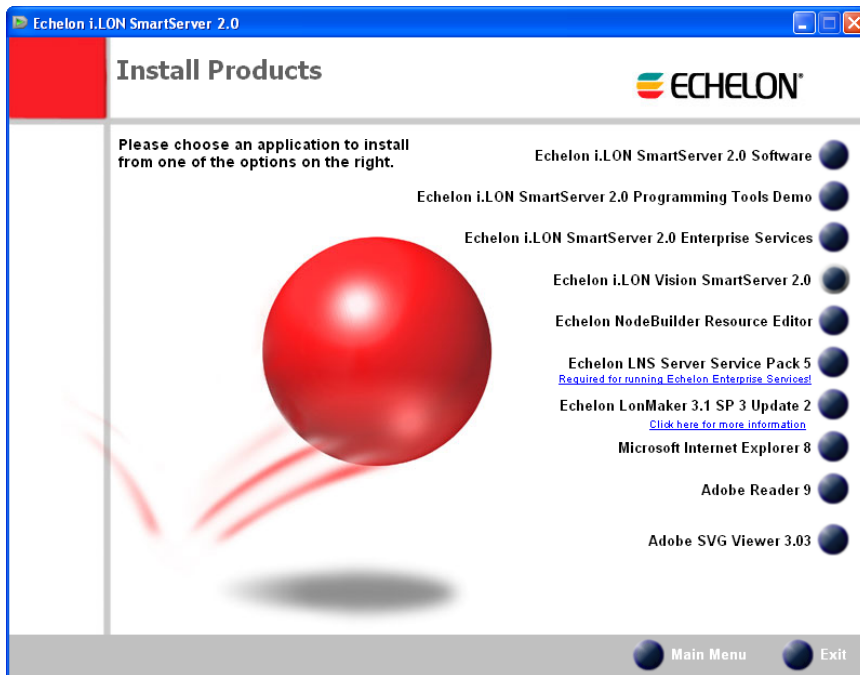 Echelon i.LON SmartServer 2.0
Install Products
ECHELON®
Please choose an application to install
from one of the options on the right.
Echelon i.LON SmartServer 2.0 Software
Echelon i.LON SmartServer 2.0 Programming Tools Demo
Echelon i.LON SmartServer 2.0 Enterprise Services
Echelon i.LON Vision SmartServer 2.0
Echelon NodeBuilder Resource Editor
Echelon LNS Server Service Pack 5
Required for running Echelon Enterprise Services!
Echelon LonMaker 3.1 SP 3 Update 2
Click here for more information
Microsoft Internet Explorer 8
Adobe Reader 9
Adobe SVG Viewer 3.03
Main Menu
Exit